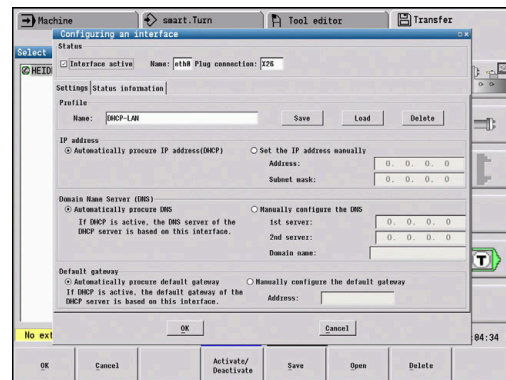 Machine
smart.Turn
Tool editor
Transfer
Configuring an interface
Select
Status
HEID
Interface active
Name: eth0 Plug connection: X26
Settings Status information
Profile
Name: DHCP-LAN
Save
Load
Delete
IP address
Automatically procure IP address(DHCP)
Set the IP address manually
Address: 0. 0. 0. 0
Subnet mask: 0. 0. 0. 0
Domain Name Server (DNS)
Automatically procure DNS
Manually configure the DNS
If DHCP is active, the DNS server of the
DHCP server is based on this interface.
1st server: 0. 0. 0. 0
2nd server: 0. 0. 0. 0
Domain name:
Default gateway
Automatically procure default gateway
Manually configure the default gateway
If DHCP is active, the default gateway of the
DHCP server is based on this interface.
Address:
OK
Cancel
No ext
:04:34
T
OK
Cancel
Activate/
Deactivate
Save
Open
Delete